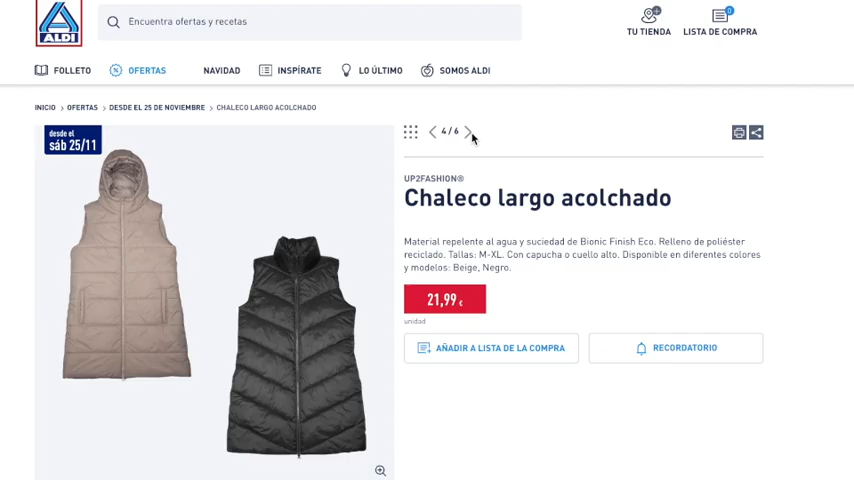 ALDI
Encuentra ofertas y recetas
TU TIENDA
0
LISTA DE COMPRA
FOLLETO
OFERTAS
NAVIDAD
INSPÍRATE
LO ÚLTIMO
SOMOS ALDI
INICIO > OFERTAS > DESDE EL 25 DE NOVIEMBRE > CHALECO LARGO ACOLCHADO
desde el
sáb 25/11
4 / 6
UP2FASHION®
Chaleco largo acolchado
Material repelente al agua y suciedad de Bionic Finish Eco. Relleno de poliéster
reciclado. Tallas: M-XL. Con capucha o cuello alto. Disponible en diferentes colores
y modelos: Beige, Negro.
21,99 €
unidad
AÑADIR A LISTA DE LA COMPRA
RECORDATORIO